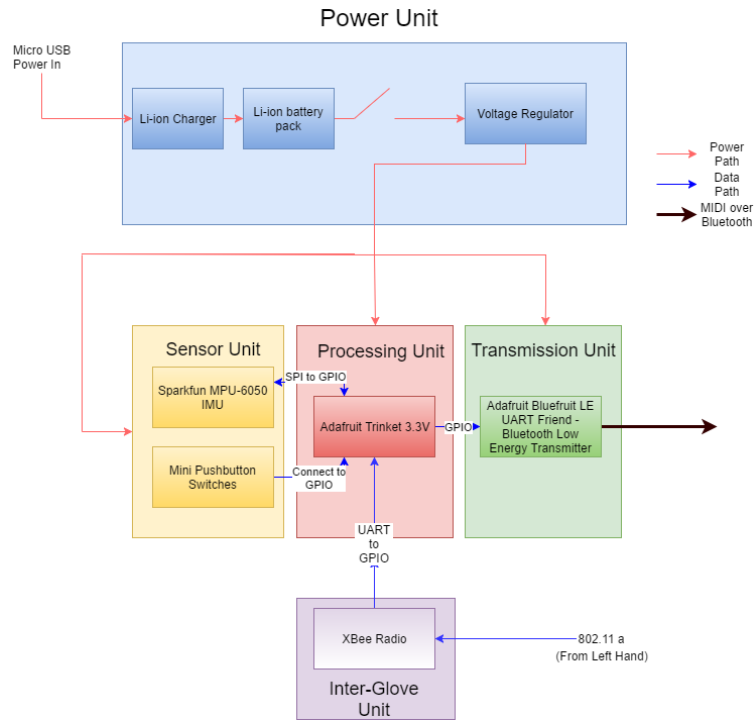 Power Unit
Micro USB
Power In
Li-ion Charger
Li-ion battery
pack
Voltage Regulator
Power
Path
Data
Path
MIDI over
Bluetooth
Sensor Unit
Processing Unit
Transmission Unit
Sparkfun MPU-6050
IMU
SPI to GPIO
Adafruit Trinket 3.3V
GPIO
Adafruit Bluefruit LE
UART Friend -
Bluetooth Low
Energy Transmitter
Mini Pushbutton
Switches
Connect to
GPIO
UART
to
GPIO
XBee Radio
802.11 a
(From Left Hand)
Inter-Glove
Unit